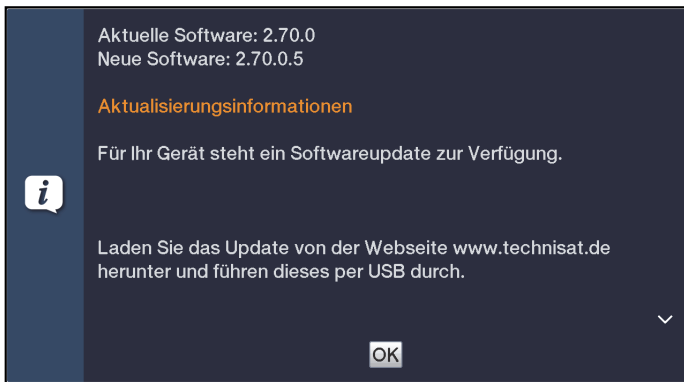 Aktuelle Software: 2.70.0
Neue Software: 2.70.0.5
Aktualisierungsinformationen
Für Ihr Gerät steht ein Softwareupdate zur Verfügung.
i
Laden Sie das Update von der Webseite www.technisat.de
herunter und führen dieses per USB durch.
OK